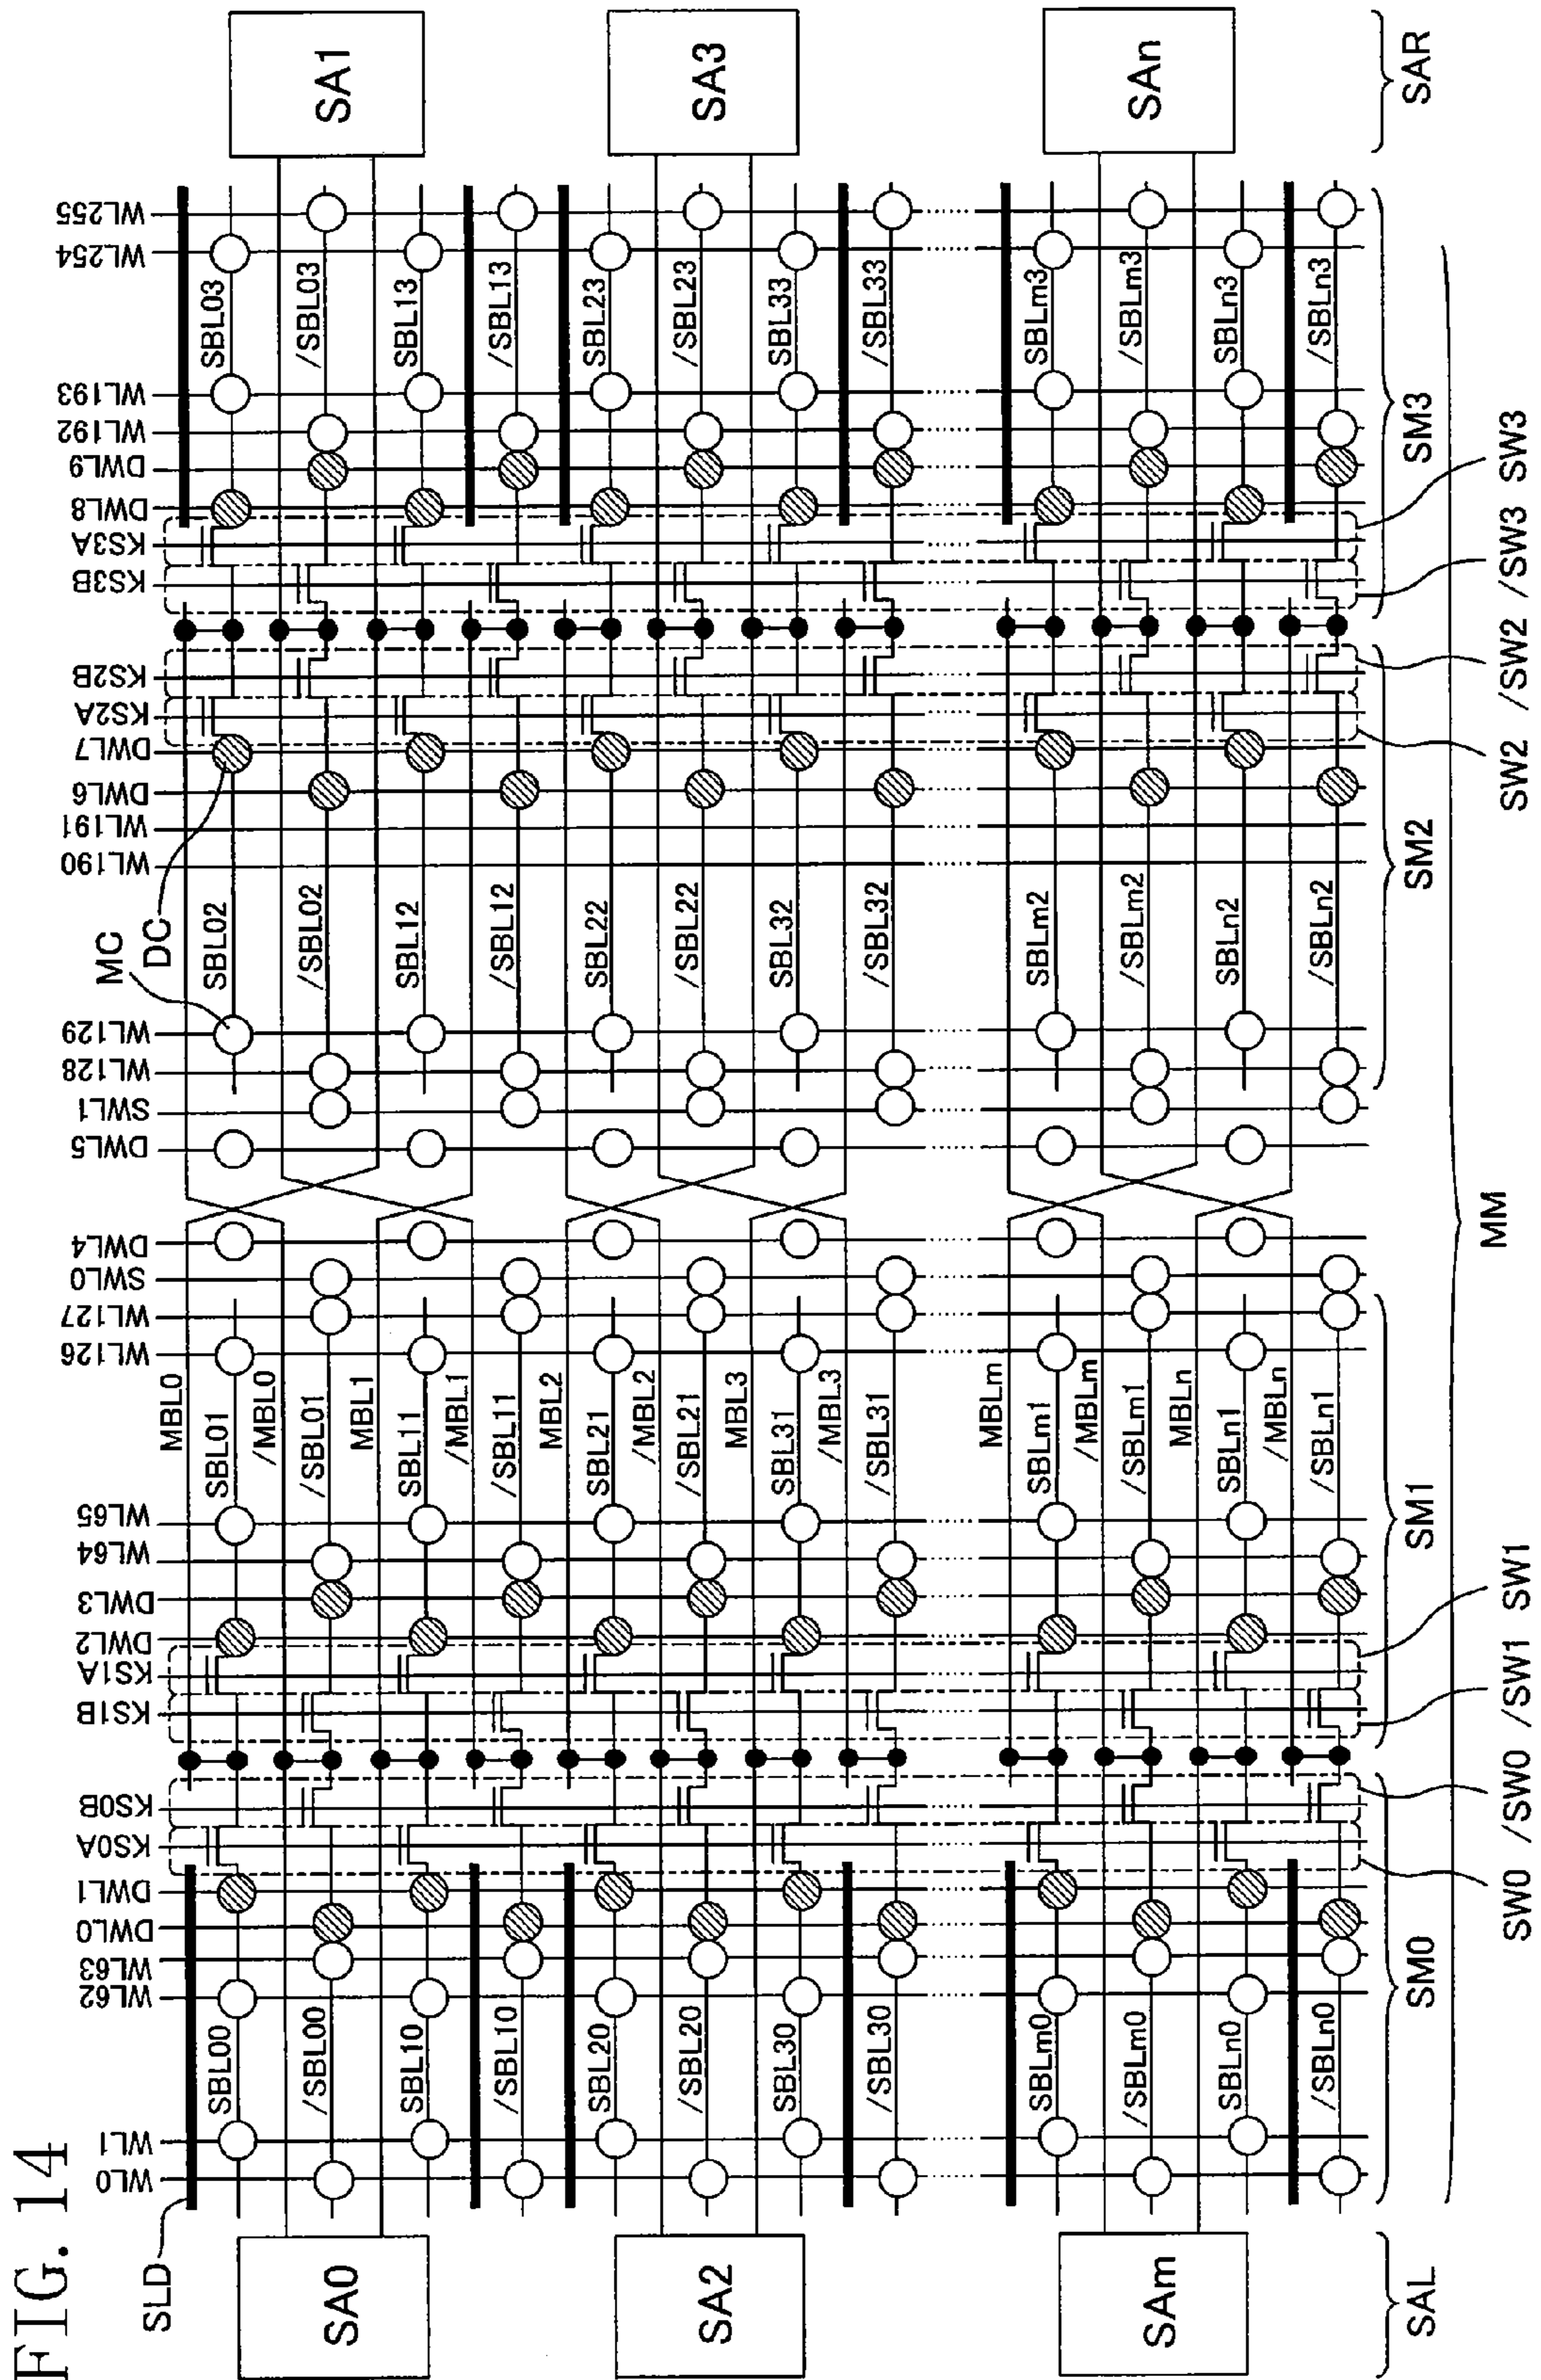 FIG. 14
SLD
MC
DC
WL0
WL1
WL62
WL63
DWL0
DWL1
KS0A
KS0B
KS1B
KS1A
DWL2
DWL3
WL64
WL65
WL126
WL127
SWL0
DWL4
DWL5
SWL1
WL128
WL129
WL190
WL191
DWL6
DWL7
KS2A
KS2B
KS3B
KS3A
DWL8
DWL9
WL192
WL193
WL254
WL255
MBL0
SBL00
SBL01
SBL02
SBL03
/MBL0
/SBL00
/SBL01
/SBL02
/SBL03
MBL1
SBL10
SBL11
SBL12
SBL13
/MBL1
/SBL10
/SBL11
/SBL12
/SBL13
MBL2
SBL20
SBL21
SBL22
SBL23
/MBL2
/SBL20
/SBL21
/SBL22
/SBL23
MBL3
SBL30
SBL31
SBL32
SBL33
/MBL3
/SBL30
/SBL31
/SBL32
/SBL33
MBLm
SBLm0
SBLm1
SBLm2
SBLm3
/MBLm
/SBLm0
/SBLm1
/SBLm2
/SBLm3
MBLn
SBLn0
SBLn1
SBLn2
SBLn3
/MBLn
/SBLn0
/SBLn1
/SBLn2
/SBLn3
SA0
SA2
SAm
SA1
SA3
SAn
SAL
SM0
SM1
SM2
SM3
SAR
MM
SW0 /SW0 /SW1 SW1
SW2 /SW2 /SW3 SW3